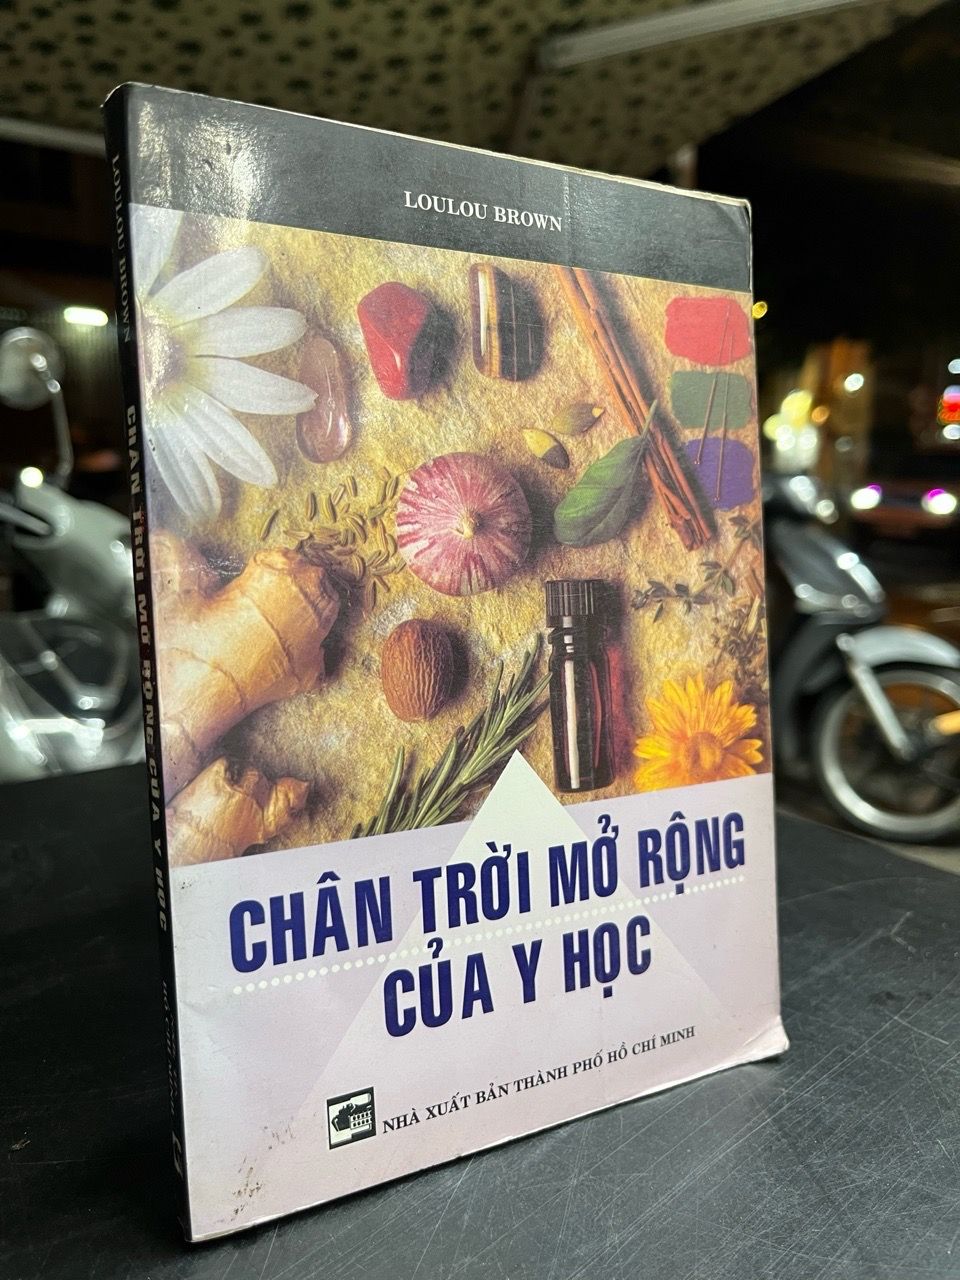 LOULOU BROWN
CHÂN TRỜI MỞ RỘNG
CỦA Y HỌC
NHÀ XUẤT BẢN THÀNH PHỐ HỒ CHÍ MINH
LOULOU BROWN CHÂN TRỜI MỞ RỘNG CỦA Y HỌC